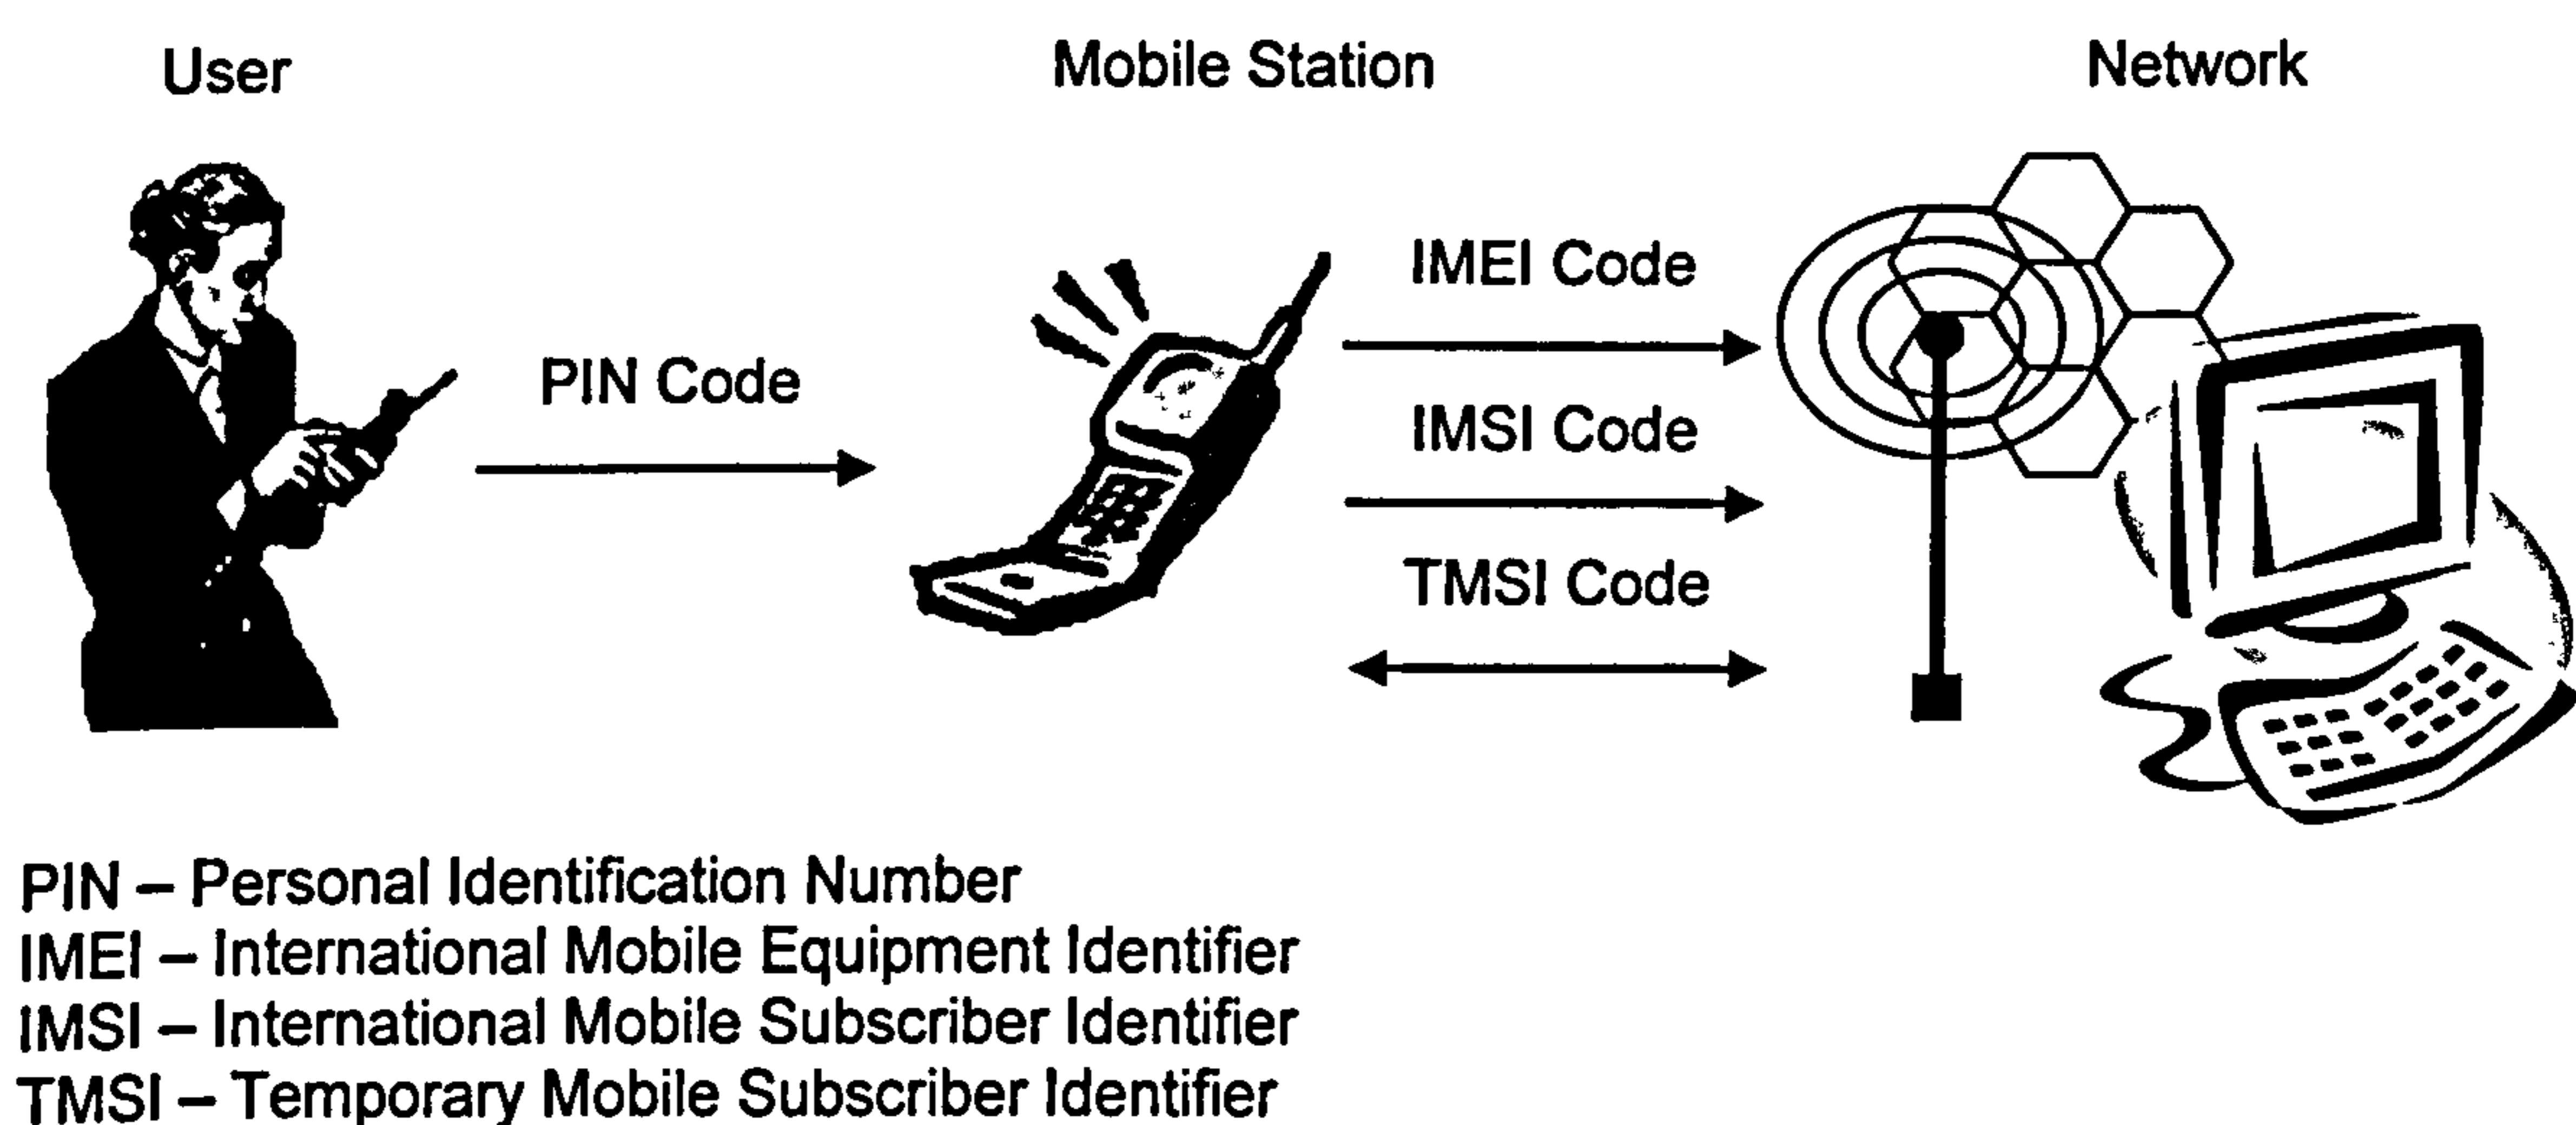 User
Mobile Station
Network
PIN Code
IMEI Code
IMSI Code
TMSI Code
PIN – Personal Identification Number
IMEI – International Mobile Equipment Identifier
IMSI – International Mobile Subscriber Identifier
TMSI – Temporary Mobile Subscriber Identifier